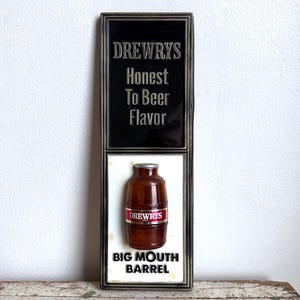 DREWRYS
Honest
To Beer
Flavor
DREWRYS
BIG MOUTH
BARREL